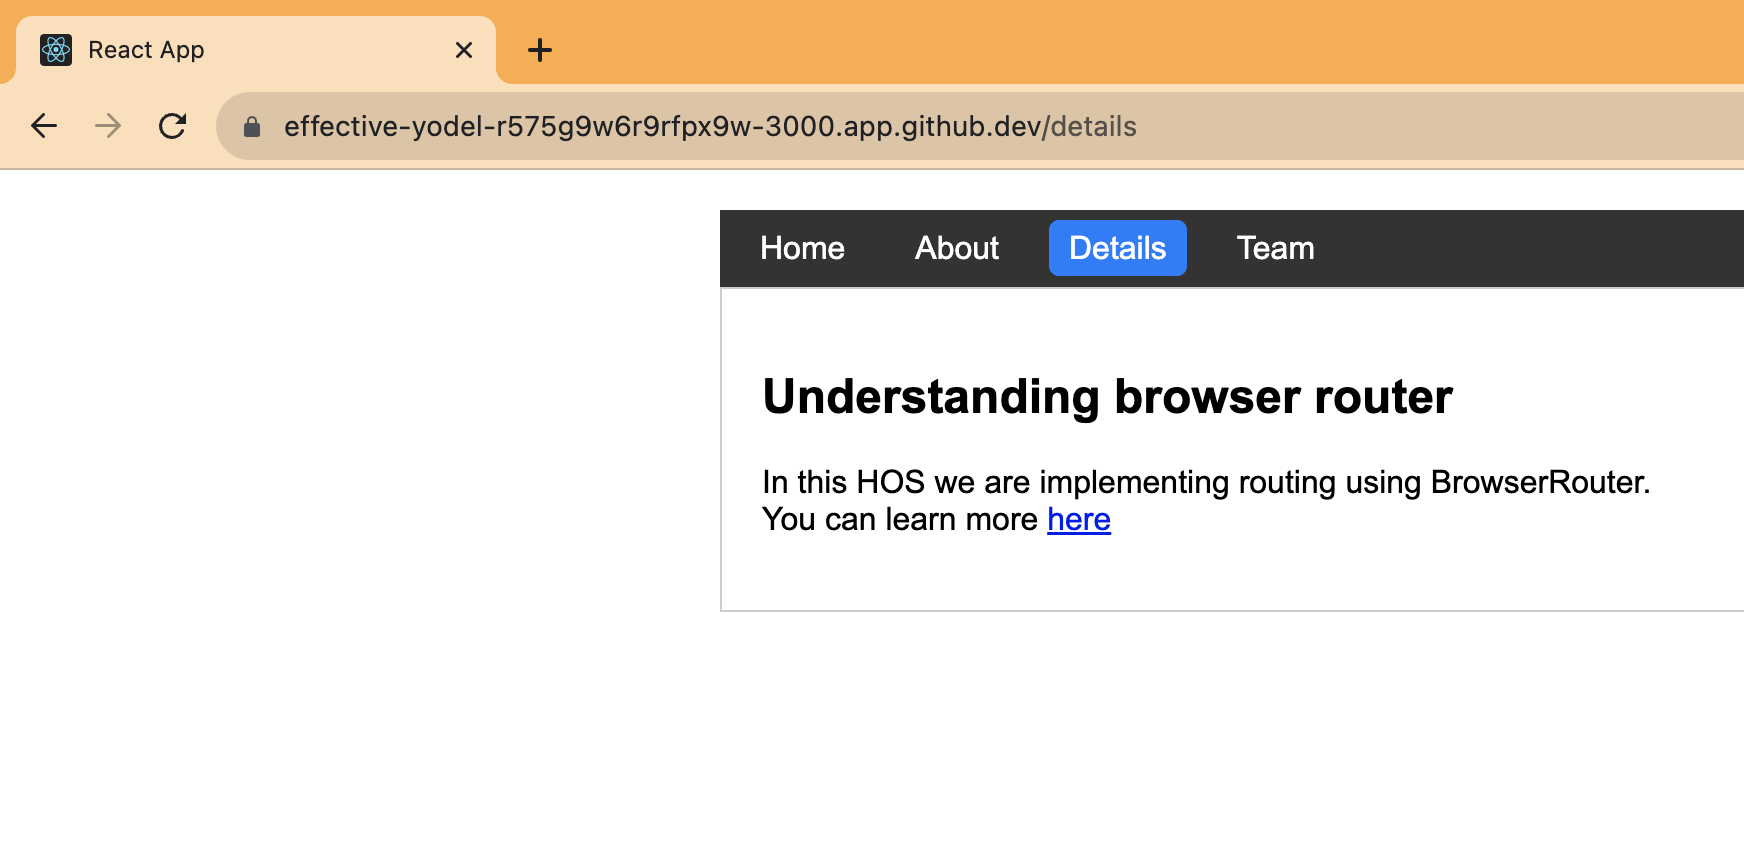 React App
effective-yodel-r575g9w6r9rfpx9w-3000.app.github.dev/details
Home About Details Team
Understanding browser router
In this HOS we are implementing routing using BrowserRouter.
You can learn more here